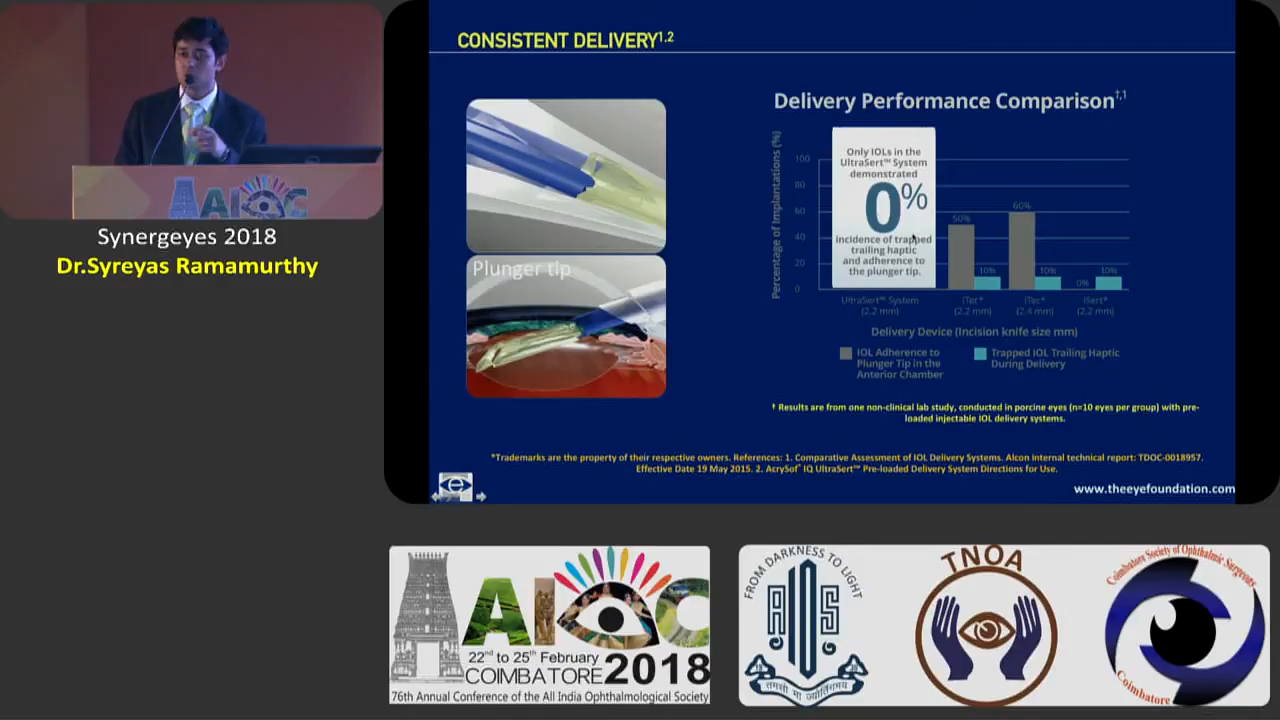 AIOC
Synergeyes 2018
Dr.Syreyas Ramamurthy
CONSISTENT DELIVERY1,2
Plunger tip
Delivery Performance Comparison†,1
Percentage of Implantations (%)
100
80
60
40
20
0
Only IOLs in the
UltraSert™ System
demonstrated
0%
incidence of trapped
trailing haptic
and adherence to
the plunger tip.
50%
10%
60%
10%
0%
10%
UltraSert™ System
(2.2 mm)
iTec*
(2.2 mm)
iTec*
(2.4 mm)
iSert*
(2.2 mm)
Delivery Device (Incision knife size mm)
IOL Adherence to
Plunger Tip in the
Anterior Chamber
Trapped IOL Trailing Haptic
During Delivery
† Results are from one non-clinical lab study, conducted in porcine eyes (n=10 eyes per group) with pre-
loaded injectable IOL delivery systems.
*Trademarks are the property of their respective owners. References: 1. Comparative Assessment of IOL Delivery Systems. Alcon internal technical report: TDOC-0018957.
Effective Date 19 May 2015. 2. AcrySof® IQ UltraSert™ Pre-loaded Delivery System Directions for Use.
www.theeyefoundation.com
AIOC
22nd to 25th February
COIMBATORE 2018
76th Annual Conference of the All India Ophthalmological Society
FROM DARKNESS TO LIGHT
AIOS
तमसो मा ज्योतिर्गमय
TNOA
Coimbatore Society of Ophthalmic Surgeons
Coimbatore